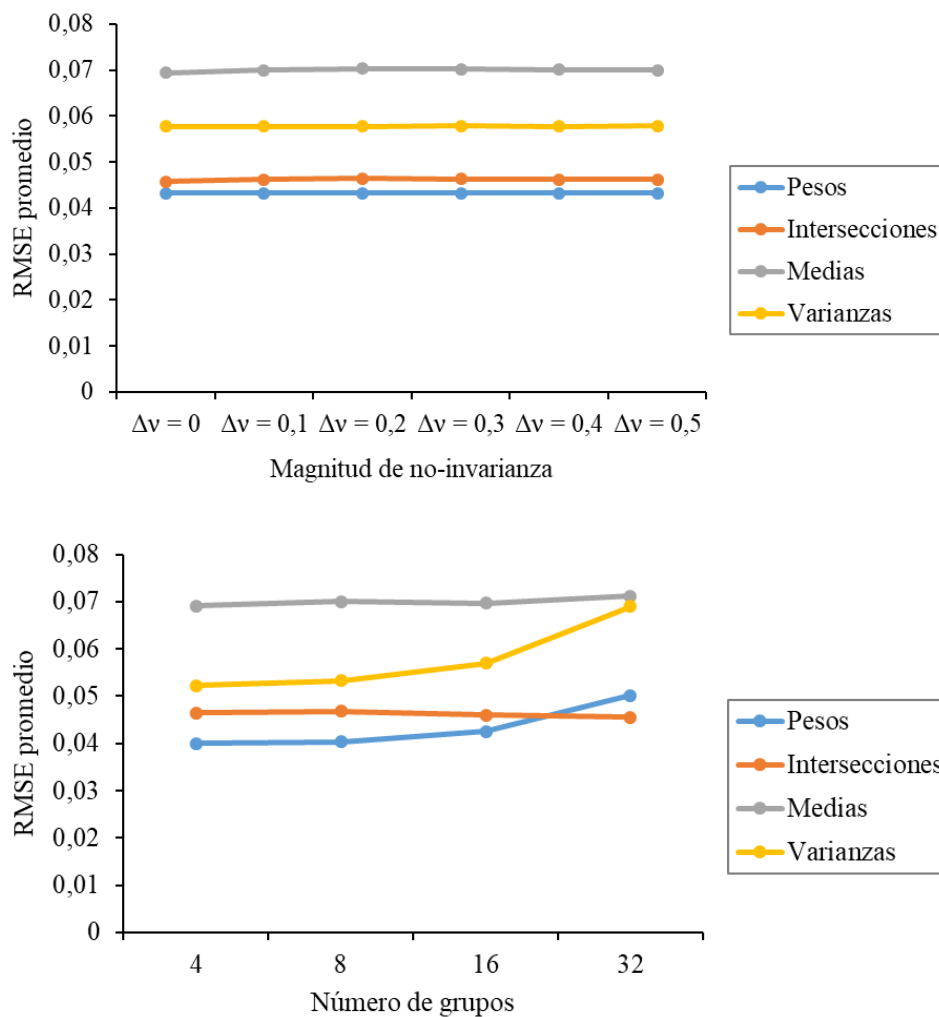 0,08
0,07
0,06
0,05
0,04
0,03
0,02
0,01
0
RMSE promedio
Δν = 0 Δν = 0,1 Δν = 0,2 Δν = 0,3 Δν = 0,4 Δν = 0,5
Magnitud de no-invarianza
Pesos
Intersecciones
Medias
Varianzas
0,08
0,07
0,06
0,05
0,04
0,03
0,02
0,01
0
RMSE promedio
4 8 16 32
Número de grupos
Pesos
Intersecciones
Medias
Varianzas